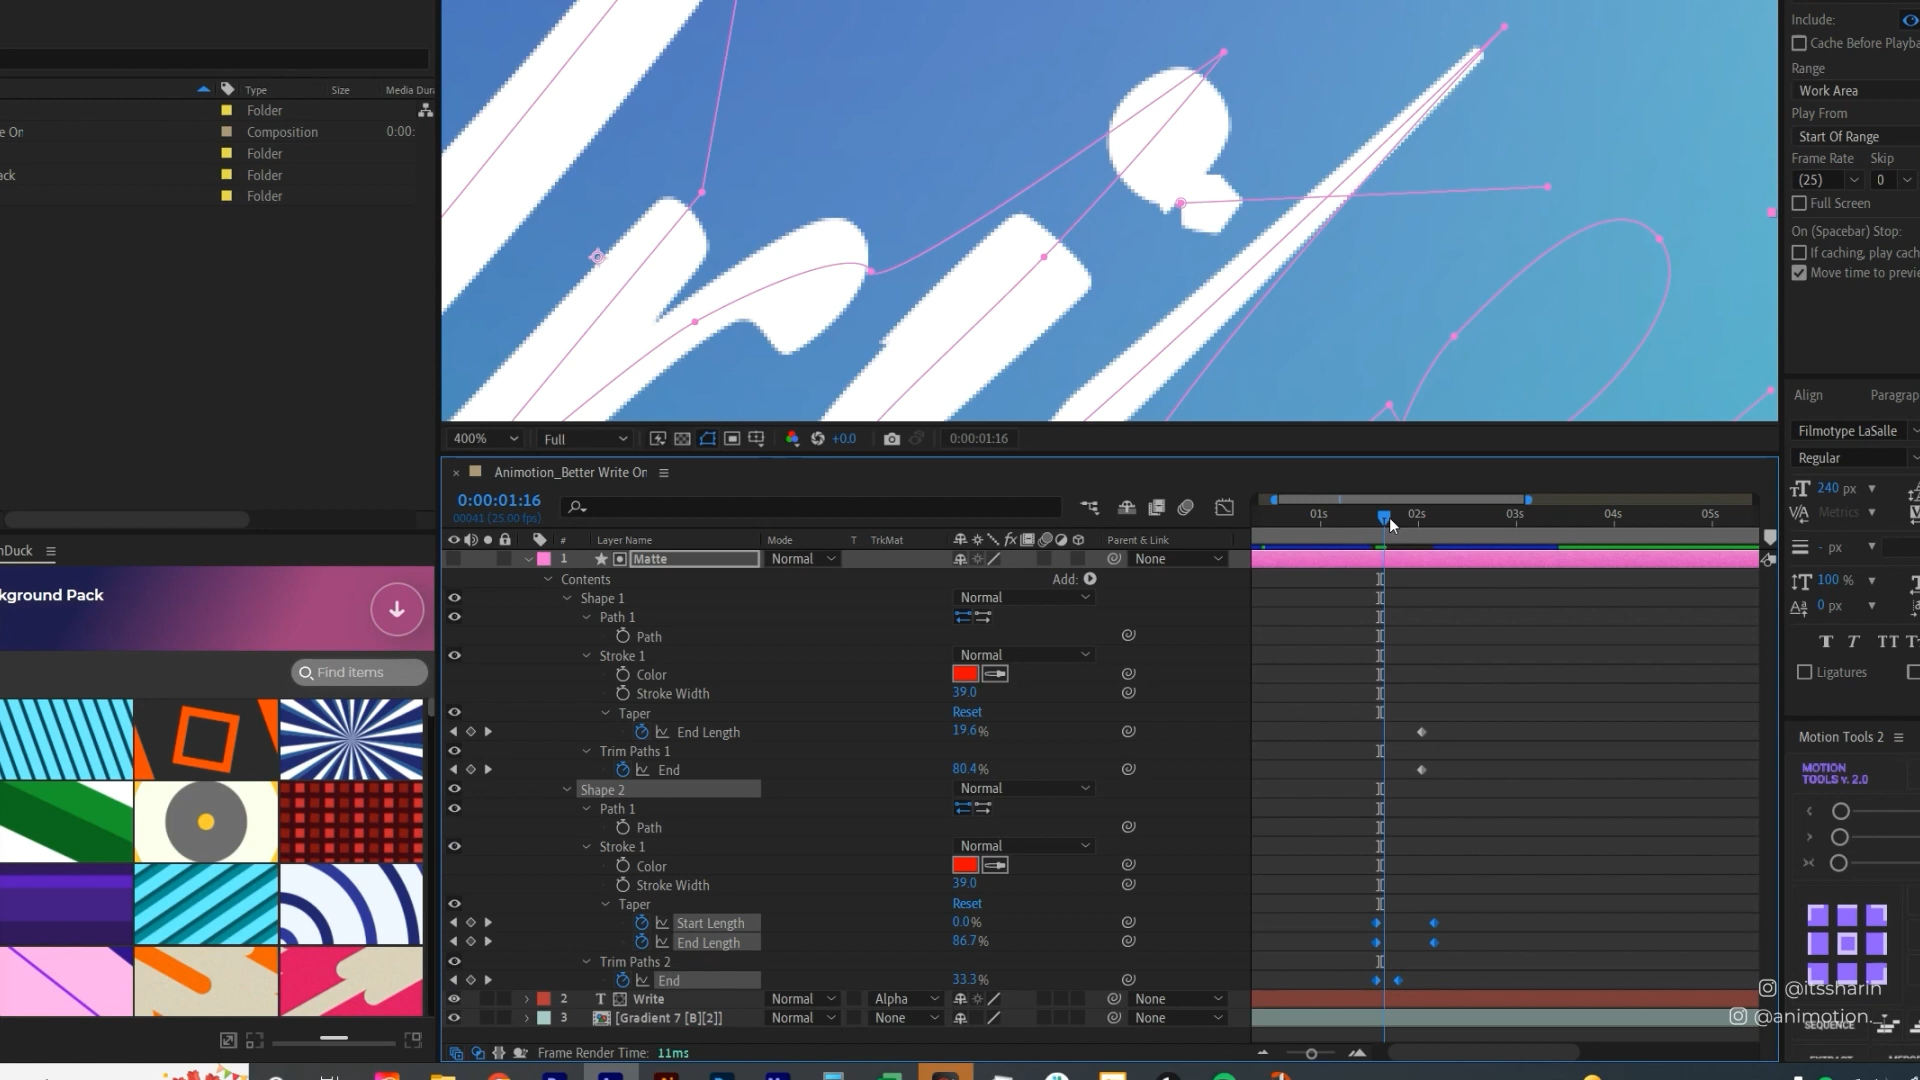 Type Size Media Dura
Folder
e On Composition 0:00:
Folder
ack Folder
Folder
nDuck
kground Pack
Find items
400% Full +0.0 0:00:01:16
Animotion_Better Write On
0:00:01:16
00041 (25.00 fps)
01s 02s 03s 04s 05s
# Layer Name Mode T TrkMat fx Parent & Link
1 Matte Normal None
Contents Add:
Shape 1 Normal
Path 1
Path
Stroke 1 Normal
Color
Stroke Width 39.0
Taper Reset
End Length 19.6%
Trim Paths 1
End 80.4%
Shape 2 Normal
Path 1
Path
Stroke 1 Normal
Color
Stroke Width 39.0
Taper Reset
Start Length 0.0%
End Length 86.7%
Trim Paths 2
End 33.3%
2 T Write Normal Alpha None
3 [Gradient 7 [B][2]] Normal None None
Frame Render Time: 11ms
Include:
Cache Before Playba
Range
Work Area
Play From
Start Of Range
Frame Rate Skip
(25) 0
Full Screen
On (Spacebar) Stop:
If caching, play cach
Move time to previe
Align Paragrap
Filmotype LaSalle
Regular
240 px
Metrics
- px
100 %
0 px
T T TT
Ligatures
Motion Tools 2
MOTION
TOOLS v. 2.0
@itssharin
@animotion._
SEQUENCE